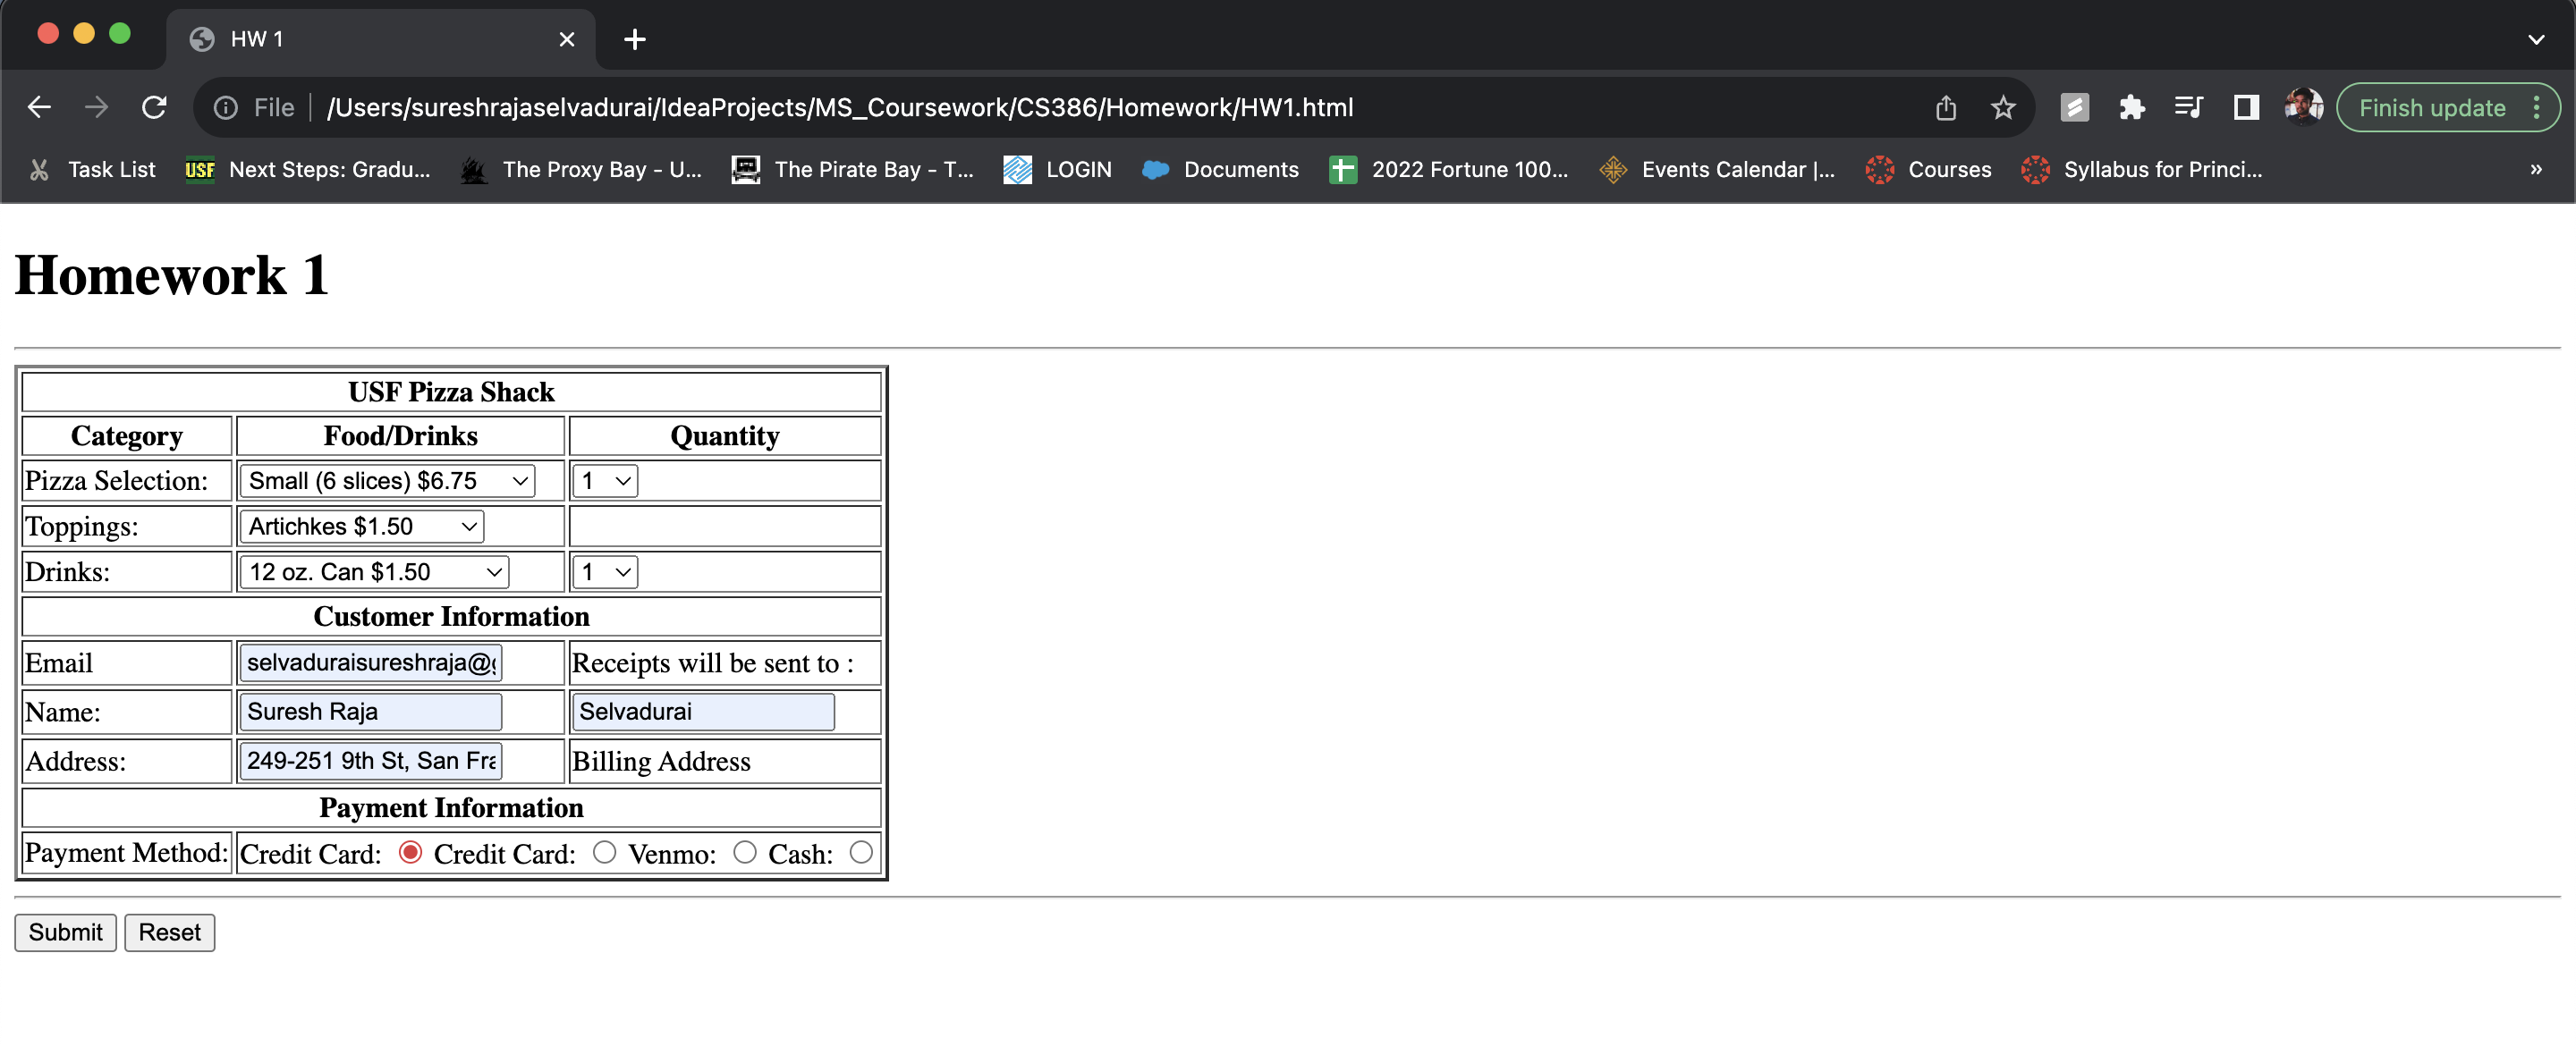 HW 1
File /Users/sureshrajaselvadurai/IdeaProjects/MS_Coursework/CS386/Homework/HW1.html Finish update
Task List USF Next Steps: Gradu... The Proxy Bay - U... The Pirate Bay - T... LOGIN Documents 2022 Fortune 100... Events Calendar |... Courses Syllabus for Princi... »
Homework 1
USF Pizza Shack
Category Food/Drinks Quantity
Pizza Selection: Small (6 slices) $6.75 1
Toppings: Artichkes $1.50
Drinks: 12 oz. Can $1.50 1
Customer Information
Email selvaduraisureshraja@ Receipts will be sent to :
Name: Suresh Raja Selvadurai
Address: 249-251 9th St, San Fra Billing Address
Payment Information
Payment Method: Credit Card: Credit Card: Venmo: Cash:
Submit Reset